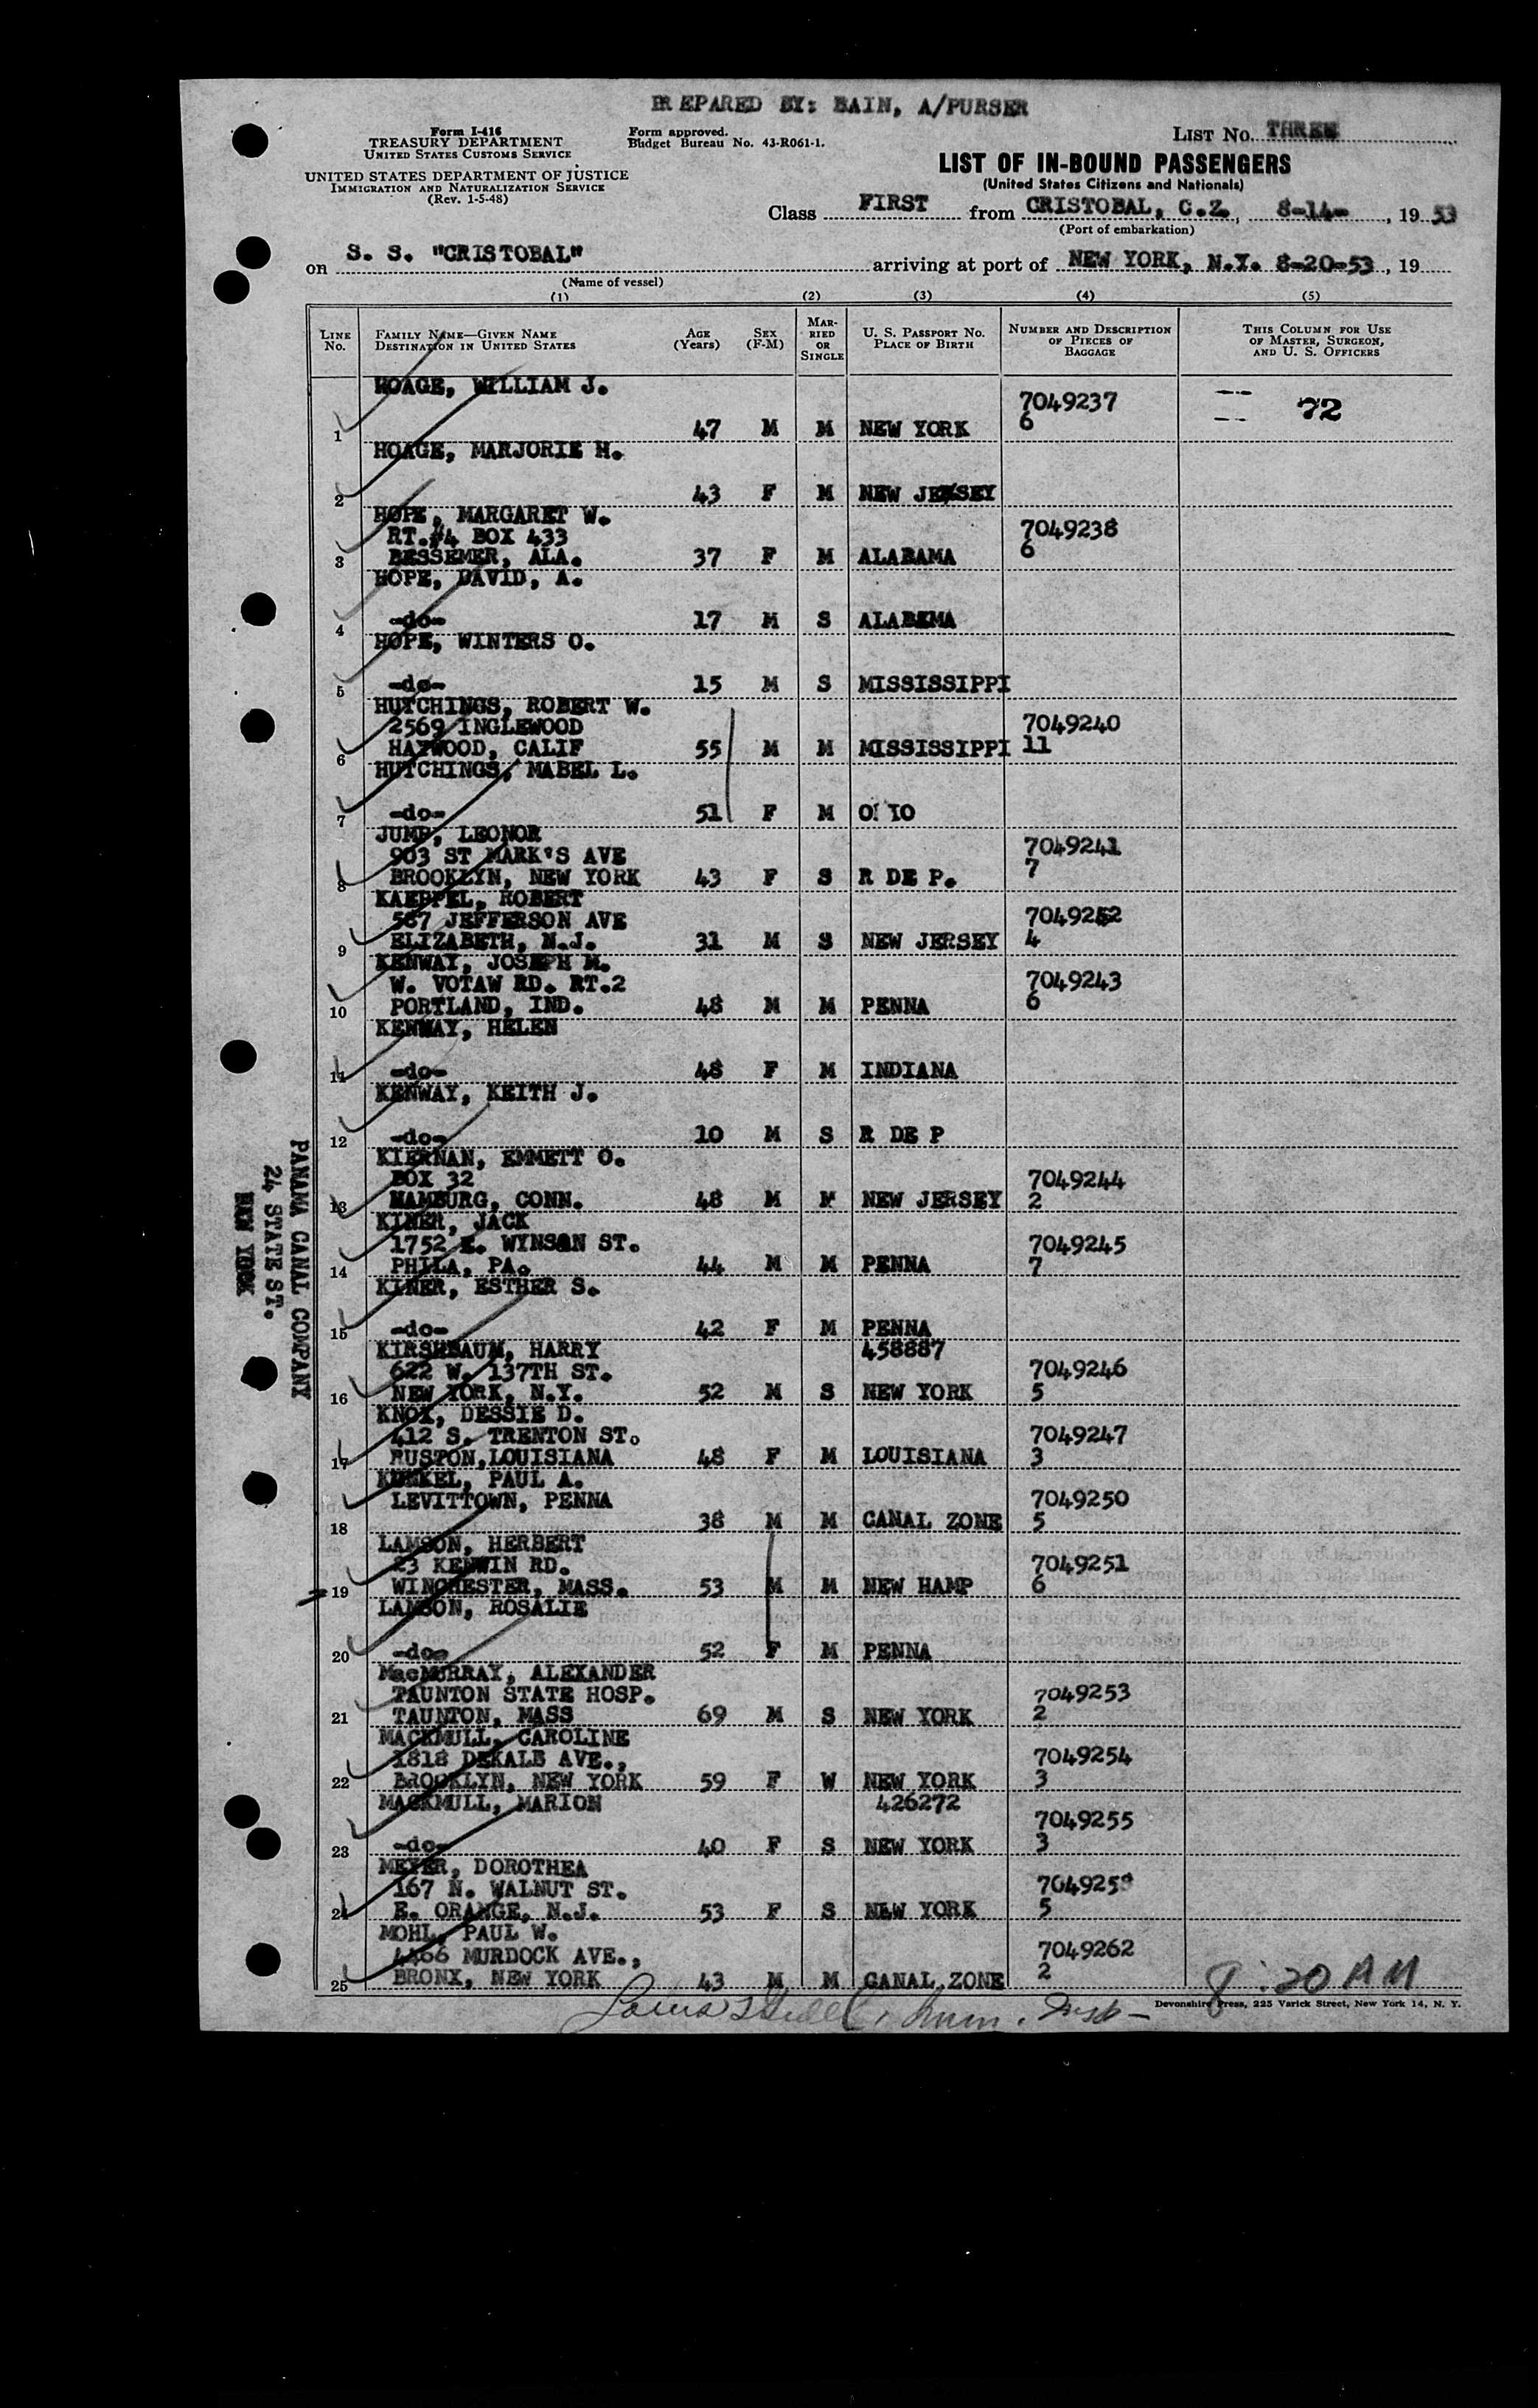 PREPARED BY: BAIN, A/PURSER
Form I-416
TREASURY DEPARTMENT
UNITED STATES CUSTOMS SERVICE
UNITED STATES DEPARTMENT OF JUSTICE
IMMIGRATION AND NATURALIZATION SERVICE
(Rev. 1-5-48)
Form approved.
Budget Bureau No. 43-R061-1.
LIST NO. THREE
LIST OF IN-BOUND PASSENGERS
(United States Citizens and Nationals)
Class FIRST from CRISTOBAL, C.Z., 8-14-, 19 53
(Port of embarkation)
on S. S. "CRISTOBAL" arriving at port of NEW YORK, N.Y. 8-20-53, 19
(Name of vessel)
(1) (2) (3) (4) (5)
LINE NO. FAMILY NAME—GIVEN NAME DESTINATION IN UNITED STATES AGE (Years) SEX (F-M) MARRIED OR SINGLE U. S. PASSPORT NO. PLACE OF BIRTH NUMBER AND DESCRIPTION OF PIECES OF BAGGAGE THIS COLUMN FOR USE OF MASTER, SURGEON, AND U. S. OFFICERS
HOAGE, WILLIAM J.
7049237 72
1 47 M M NEW YORK 6
HOAGE, MARJORIE M.
2 43 F M NEW JERSEY
HOPE, MARGARET W.
RT.#4 BOX 433 7049238
3 BESSEMER, ALA. 37 F M ALABAMA 6
HOPE, DAVID, A.
4 -do- 17 M S ALABEMA
HOPE, WINTERS O.
5 -do- 15 M S MISSISSIPPI
HUTCHINGS, ROBERT W.
2569 INGLEWOOD 7049240
6 HAYWOOD, CALIF 55 M M MISSISSIPPI 11
HUTCHINGS, MABEL L.
7 -do- 51 F M OHIO
JUMP, LEONOR
903 ST MARK'S AVE 7049241
8 BROOKLYN, NEW YORK 43 F S R DE P. 7
KAEPPEL, ROBERT
567 JEFFERSON AVE 7049242
9 ELIZABETH, N.J. 31 M S NEW JERSEY 4
KENWAY, JOSEPH M.
W. VOTAW RD. RT.2 7049243
10 PORTLAND, IND. 48 M M PENNA 6
KENWAY, HELEN
11 -do- 48 F M INDIANA
KENWAY, KEITH J.
12 -do- 10 M S R DE P
KIERNAN, EMMETT O.
BOX 32 7049244
13 HAMBURG, CONN. 48 M M NEW JERSEY 2
KINER, JACK
1752 E. WYNSAN ST. 7049245
14 PHILA, PA. 44 M M PENNA 7
KINER, ESTHER S.
15 -do- 42 F M PENNA
KIRSHBAUM, HARRY 458887
622 W. 137TH ST. 7049246
16 NEW YORK, N.Y. 52 M S NEW YORK 5
KNOX, DESSIE D.
412 S. TRENTON ST. 7049247
17 RUSTON,LOUISIANA 48 F M LOUISIANA 3
KUNKEL, PAUL A.
LEVITTOWN, PENNA 7049250
18 38 M M CANAL ZONE 5
LAMSON, HERBERT
23 KENWIN RD. 7049251
19 WINCHESTER, MASS. 53 M M NEW HAMP 6
LAMSON, ROSALIE
20 -do- 52 F M PENNA
MacMURRAY, ALEXANDER
TAUNTON STATE HOSP. 7049253
21 TAUNTON, MASS 69 M S NEW YORK 2
MACKMULL, CAROLINE
1818 DEKALB AVE., 7049254
22 BROOKLYN, NEW YORK 59 F W NEW YORK 3
MACKMULL, MARION 426272
7049255
23 -do- 40 F S NEW YORK 3
MEYER, DOROTHEA
167 N. WALNUT ST. 7049259
24 E. ORANGE, N.J. 53 F S NEW YORK 5
MOHL, PAUL W.
4466 MURDOCK AVE., 7049262
25 BRONX, NEW YORK 43 M M CANAL ZONE 2
8:20 AM
Devonshire Press, 225 Varick Street, New York 14, N. Y.
PANAMA CANAL COMPANY
24 STATE ST.
NEW YORK